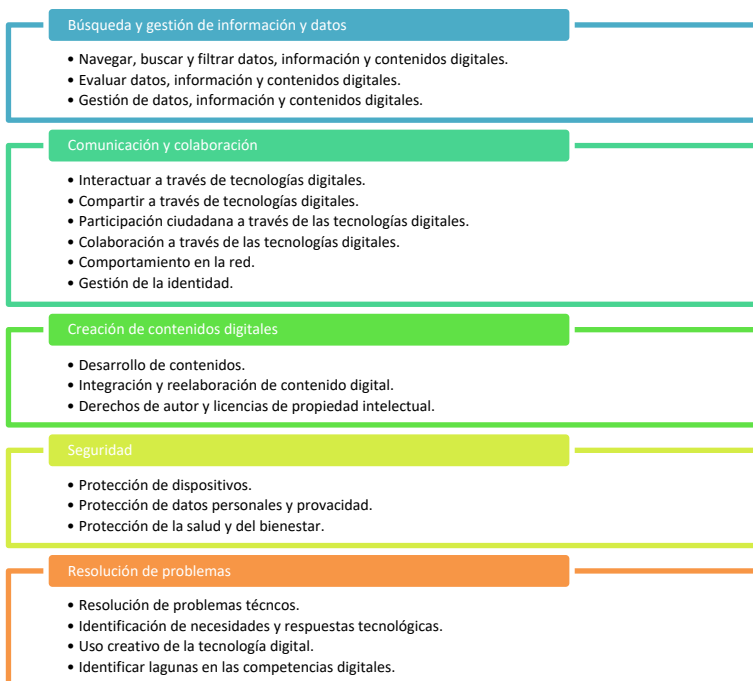 Búsqueda y gestión de información y datos
• Navegar, buscar y filtrar datos, información y contenidos digitales.
• Evaluar datos, información y contenidos digitales.
• Gestión de datos, información y contenidos digitales.
Comunicación y colaboración
• Interactuar a través de tecnologías digitales.
• Compartir a través de tecnologías digitales.
• Participación ciudadana a través de las tecnologías digitales.
• Colaboración a través de las tecnologías digitales.
• Comportamiento en la red.
• Gestión de la identidad.
Creación de contenidos digitales
• Desarrollo de contenidos.
• Integración y reelaboración de contenido digital.
• Derechos de autor y licencias de propiedad intelectual.
Seguridad
• Protección de dispositivos.
• Protección de datos personales y provacidad.
• Protección de la salud y del bienestar.
Resolución de problemas
• Resolución de problemas técncos.
• Identificación de necesidades y respuestas tecnológicas.
• Uso creativo de la tecnología digital.
• Identificar lagunas en las competencias digitales.